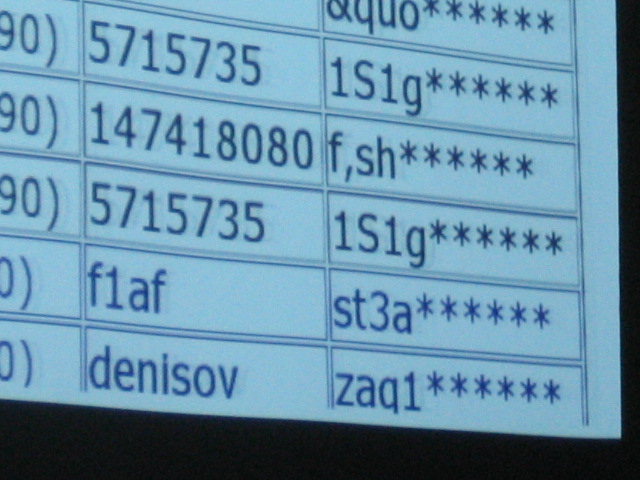 &quo******
90) 5715735 1S1g******
90) 147418080 f,sh******
90) 5715735 1S1g******
0) f1af st3a******
0) denisov zaq1******